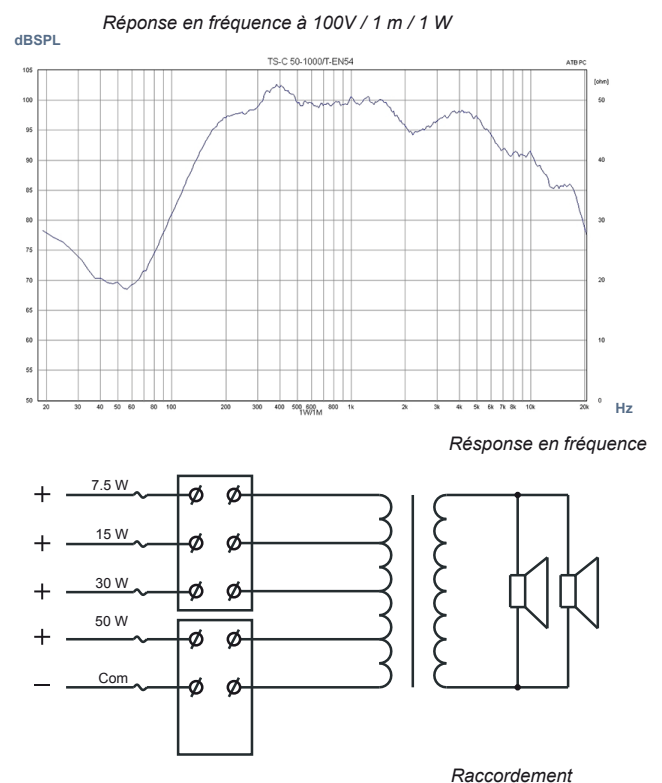 Réponse en fréquence à 100V / 1 m / 1 W
dBSPL
TS-C 50-1000/T-EN54
ATB PC
105
[ohm]
100
50
95
90
40
85
80
30
75
70
20
65
60
10
55
50
0
20 30 40 50 60 80 100 200 300 400 500 600 800 1k 2k 3k 4k 5k 6k 7k 8k 10k 20k
Hz
1W/1M
Résponse en fréquence
+ 7.5 W
+ 15 W
+ 30 W
+ 50 W
– Com
Raccordement